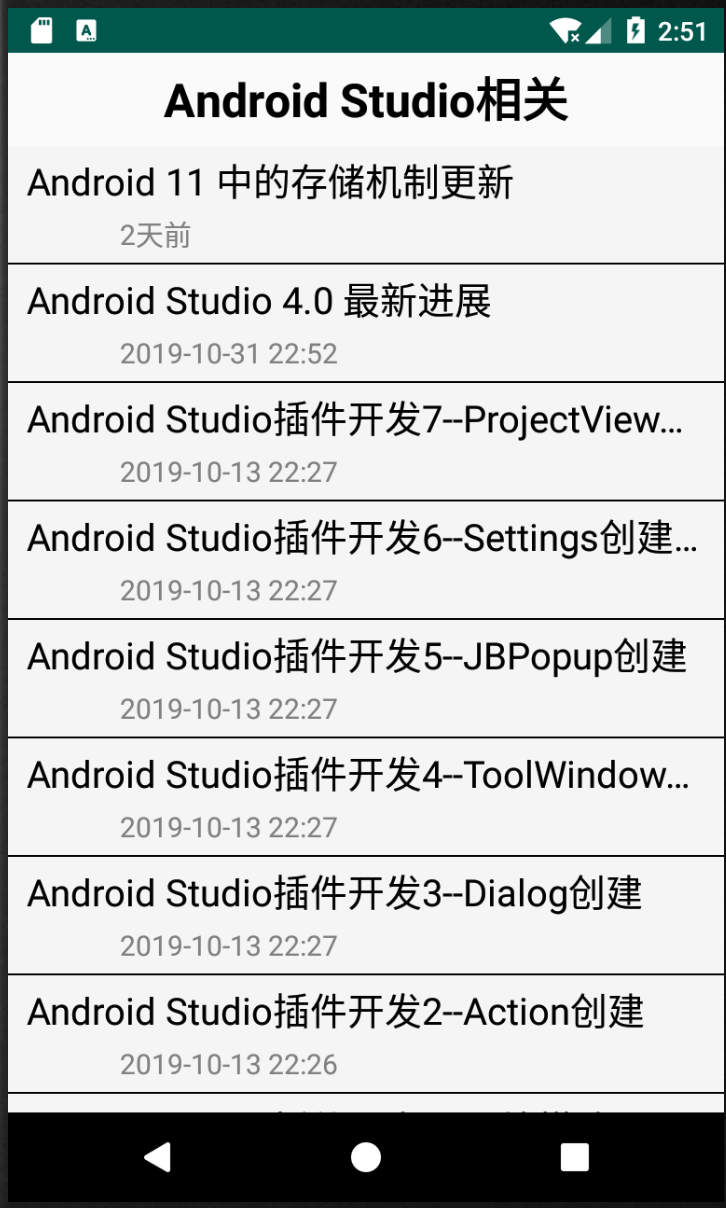 2:51
Android Studio相关
Android 11 中的存储机制更新
2天前
Android Studio 4.0 最新进展
2019-10-31 22:52
Android Studio插件开发7--ProjectView...
2019-10-13 22:27
Android Studio插件开发6--Settings创建...
2019-10-13 22:27
Android Studio插件开发5--JBPopup创建
2019-10-13 22:27
Android Studio插件开发4--ToolWindow...
2019-10-13 22:27
Android Studio插件开发3--Dialog创建
2019-10-13 22:27
Android Studio插件开发2--Action创建
2019-10-13 22:26